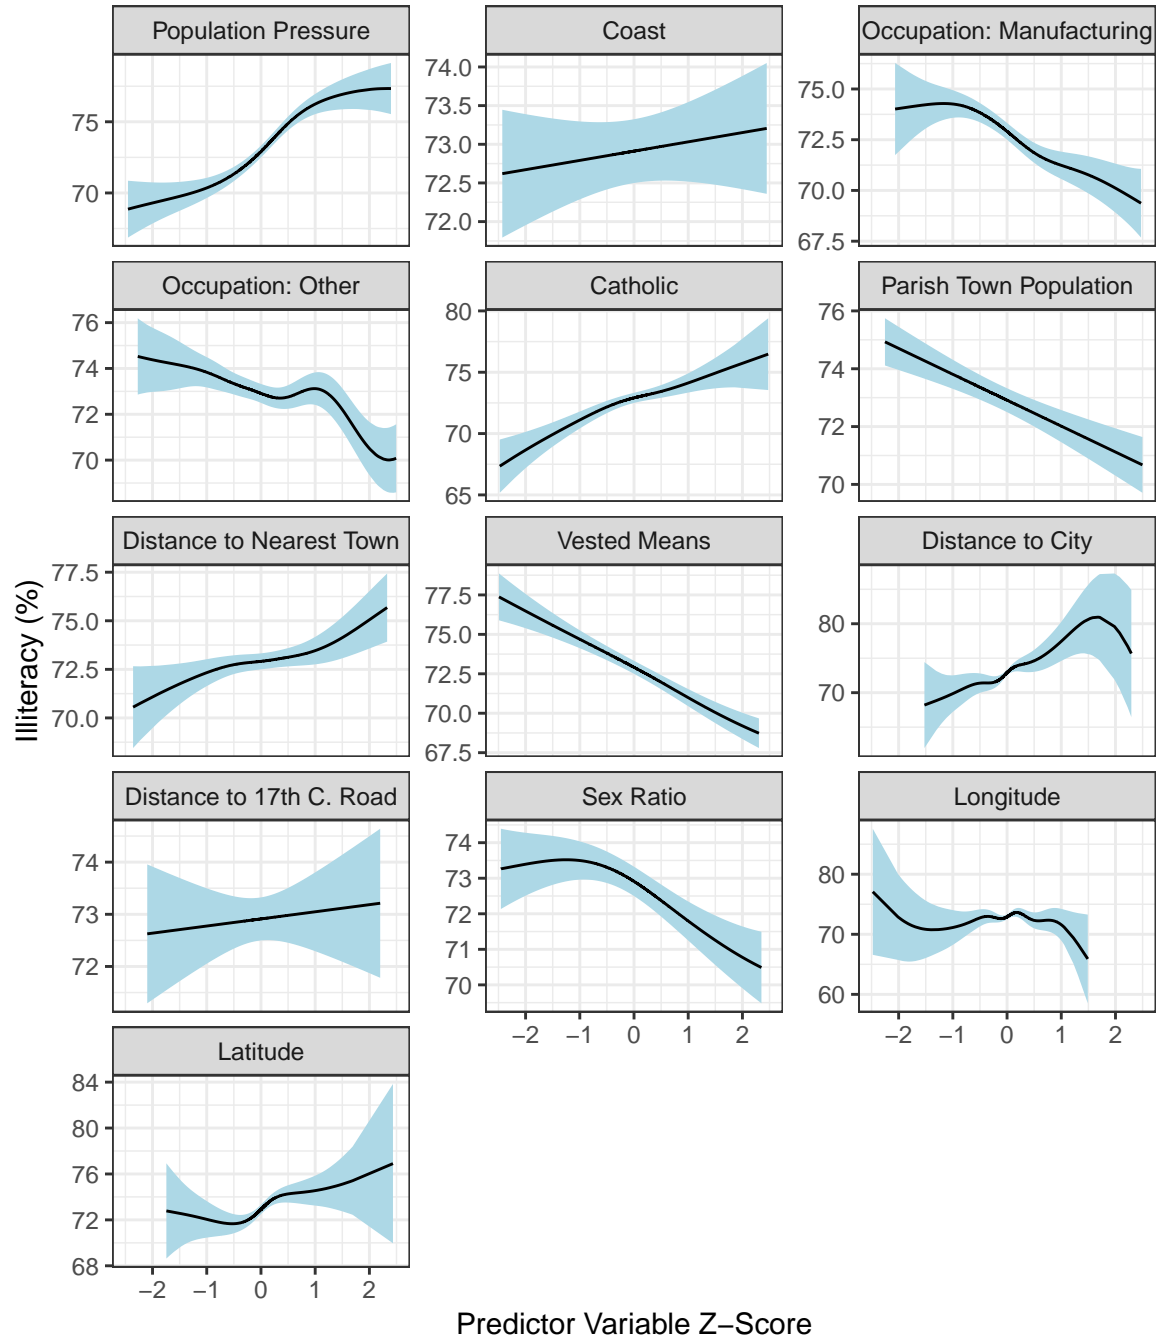 Population Pressure
Coast
Occupation: Manufacturing
75
70
74.0
73.5
73.0
72.5
72.0
75.0
72.5
70.0
67.5
Occupation: Other
Catholic
Parish Town Population
76
74
72
70
80
75
70
65
76
74
72
70
Distance to Nearest Town
Vested Means
Distance to City
77.5
75.0
72.5
70.0
77.5
75.0
72.5
70.0
67.5
80
70
Illiteracy (%)
Distance to 17th C. Road
Sex Ratio
Longitude
74
73
72
74
73
72
71
70
80
70
60
−2 −1 0 1 2
−2 −1 0 1 2
Latitude
84
80
76
72
68
−2 −1 0 1 2
Predictor Variable Z−Score